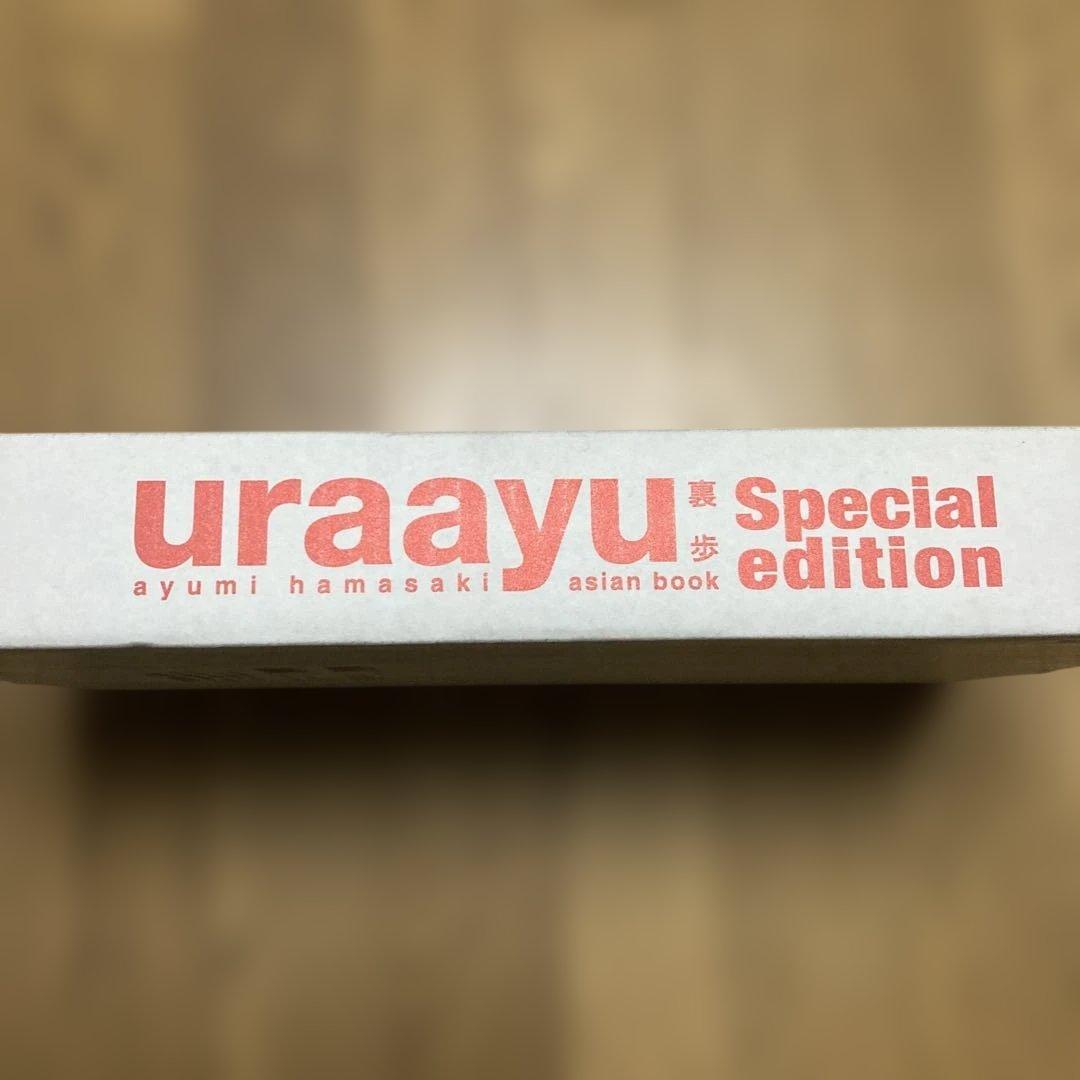 uraayu
裏歩
ayumi hamasaki asian book
Special
edition